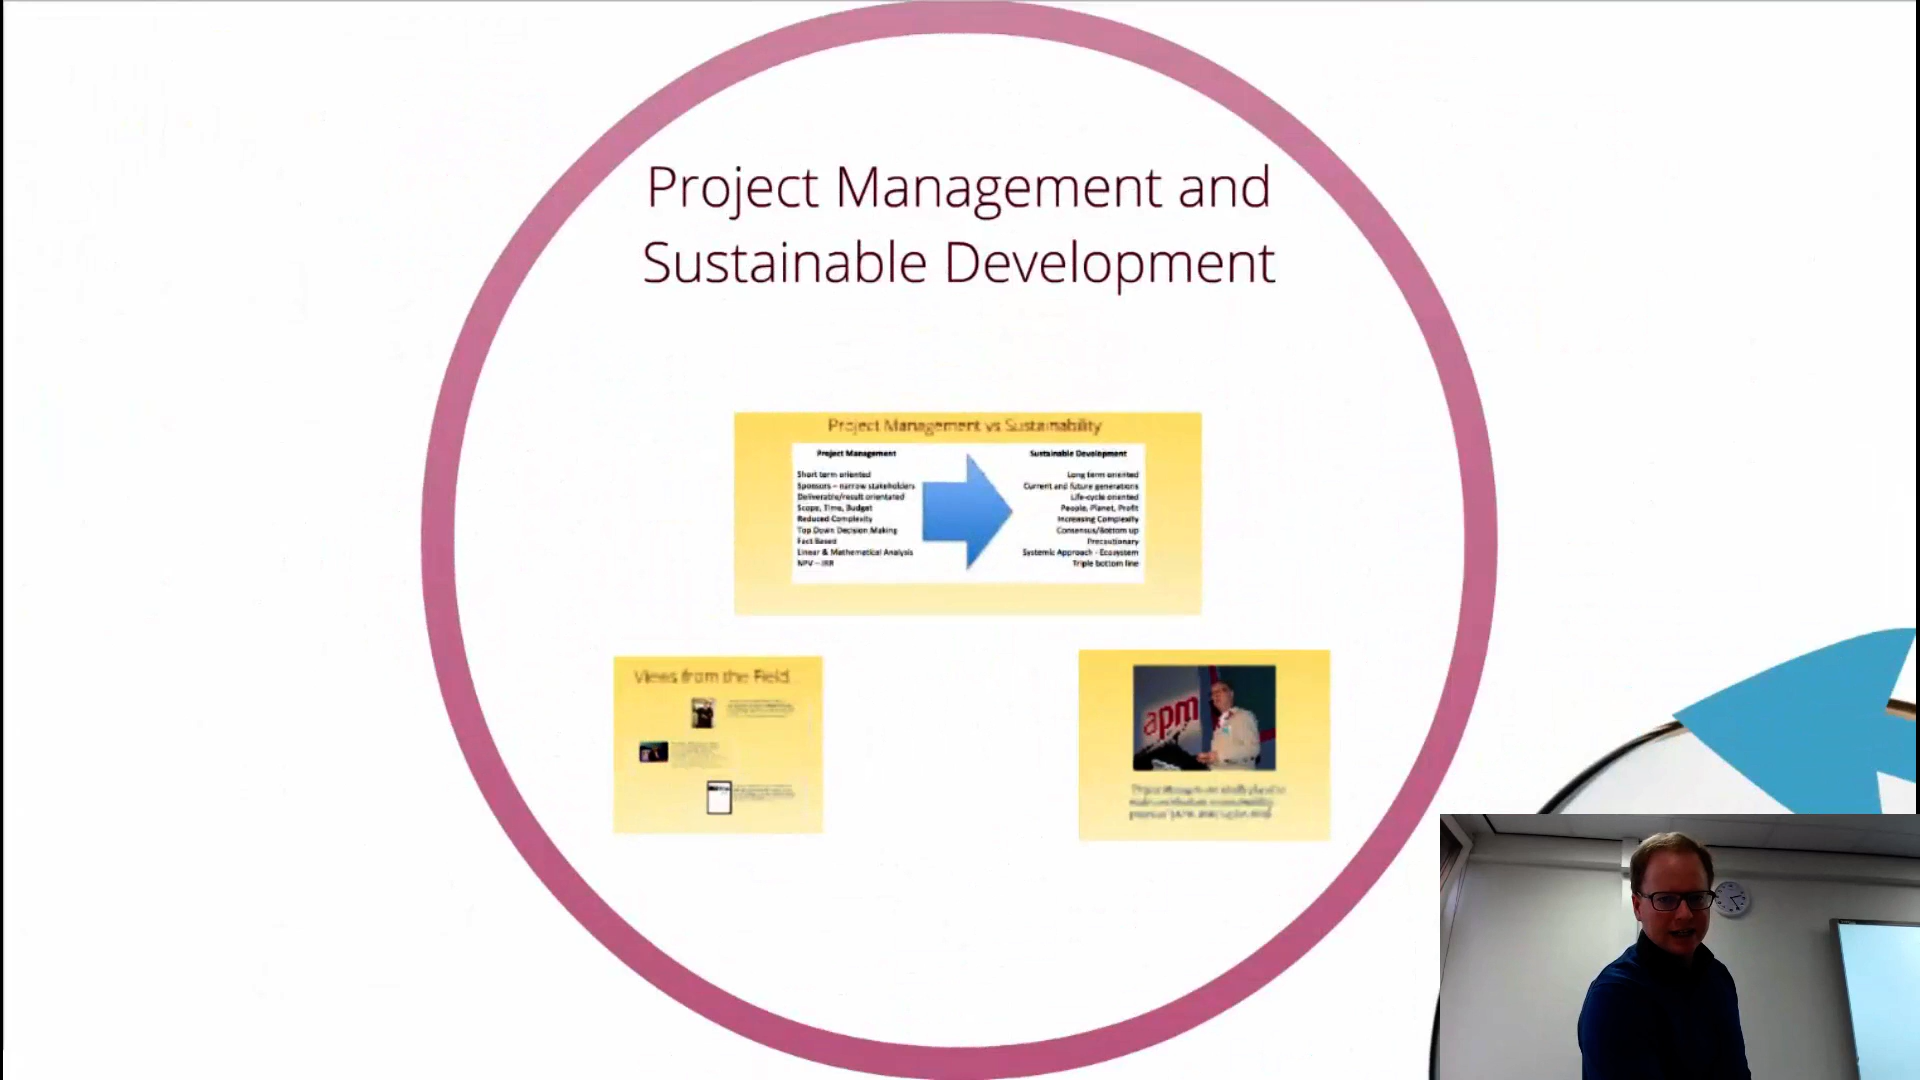 Project Management and
Sustainable Development
Project Management vs Sustainability
Project Management
Short term oriented
Sponsors – narrow stakeholders
Deliverable/result orientated
Scope, Time, Budget
Reduced Complexity
Top Down Decision Making
Fact Based
Linear & Mathematical Analysis
NPV – IRR
Sustainable Development
Long term oriented
Current and future generations
Life-cycle oriented
People, Planet, Profit
Increasing Complexity
Consensus/Bottom up
Precautionary
Systemic Approach - Ecosystem
Triple bottom line
Views from the Field
apm